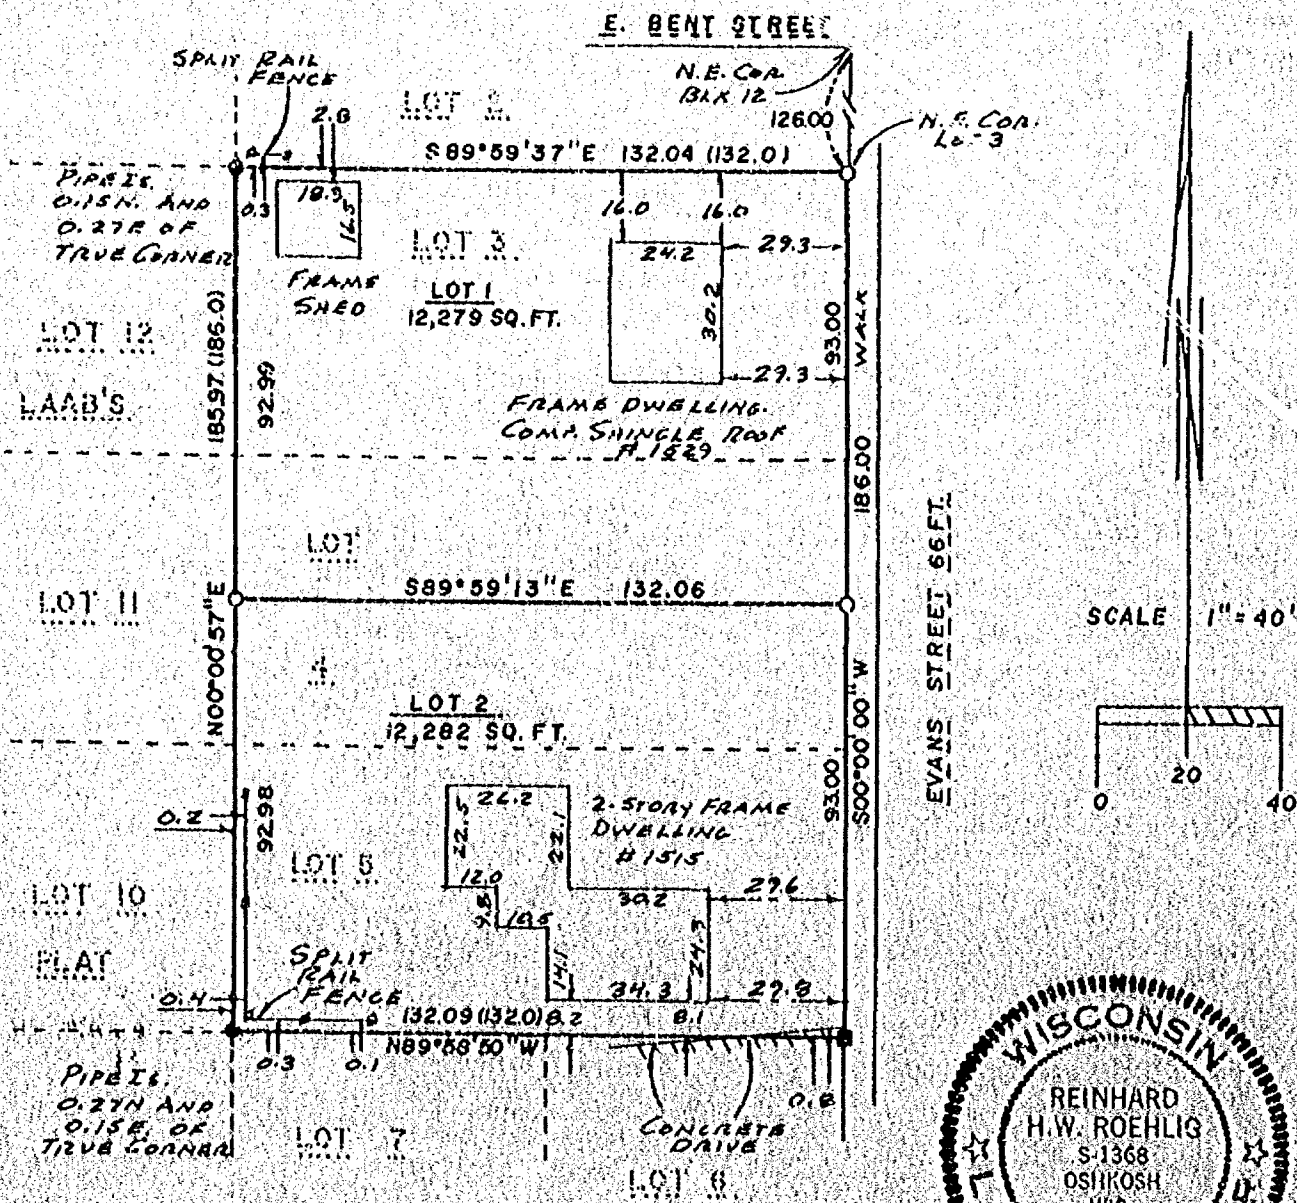 E. BENT STREET
SPLIT RAIL
FENCE
N.E. COR.
BLK 12
126.00
N.E. COR.
LOT 3
LOT
2.8
S89°59'37"E 132.04 (132.0)
PIPE IS
0.15N. AND
0.27E OF
TRUE CORNER
0.3
18.9
16.5
FRAME
SHED
LOT 3
LOT 1
12,279 SQ.FT.
16.0
16.0
24.2
29.3
30.2
29.3
93.00
WALK
LOT 12
LAAB'S
185.97 (186.0)
92.99
FRAME DWELLING
COMP. SHINGLE ROOF
# 1529
186.00
LOT
S89°59'13"E 132.06
LOT 11
N00°00'57"E
4
LOT 2
12,282 SQ. FT.
S00°00'00"W
EVANS STREET 66 FT.
SCALE 1"=40'
0
20
40
93.00
0.2
92.98
26.2
22.5
22.1
2-STORY FRAME
DWELLING
# 1515
LOT 5
12.0
9.8
10.5
30.2
29.6
LOT 10
PLAT
14.1
24.3
SPLIT
RAIL
FENCE
0.4
34.3
29.8
132.09 (132.0)
8.2
8.1
N89°58'50"W
0.3
0.1
0.8
PIPE IS
0.27N AND
0.15E. OF
TRUE CORNER
LOT 7
CONCRETE
DRIVE
LOT 6
WISCONSIN
REINHARD
H.W. ROEHLIG
S-1368
OSHKOSH